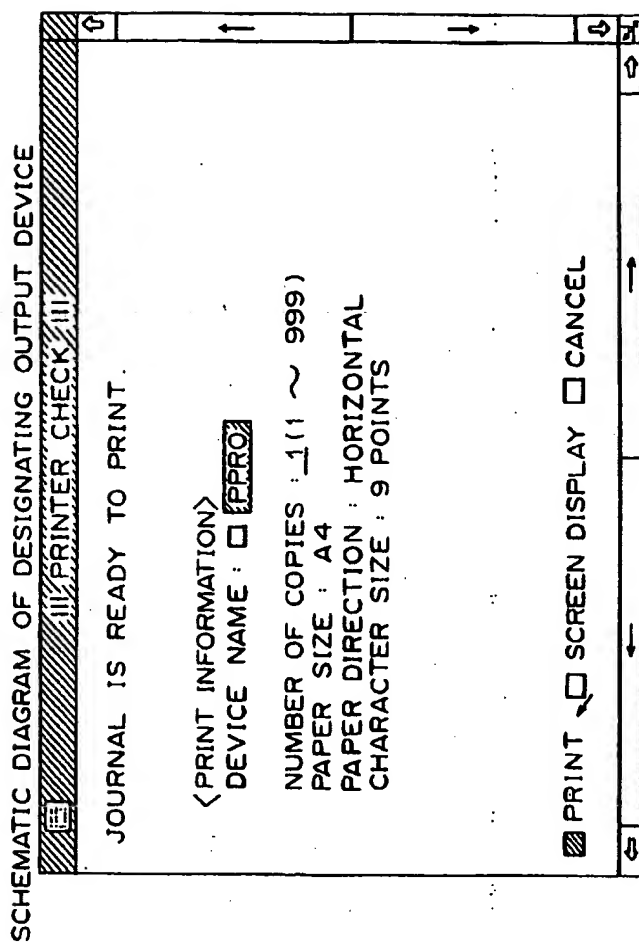 SCHEMATIC DIAGRAM OF DESIGNATING OUTPUT DEVICE
PRINTER CHECK
JOURNAL IS READY TO PRINT.
<PRINT INFORMATION>
DEVICE NAME : □ PPRO
NUMBER OF COPIES : 1 (1 ~ 999)
PAPER SIZE : A4
PAPER DIRECTION : HORIZONTAL
CHARACTER SIZE : 9 POINTS
PRINT □ SCREEN DISPLAY □ CANCEL